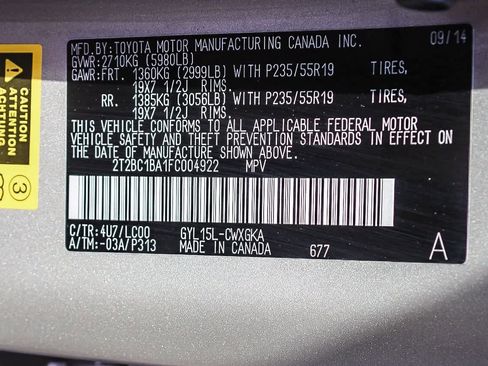 MFD.BY: TOYOTA MOTOR MANUFACTURING CANADA INC. 09/14
GVWR: 2710KG (5980LB)
GAWR:FRT. 1360KG (2999LB) WITH P235/55R19 TIRES,
19X7 1/2J RIMS.
RR. 1385KG (3056LB) WITH P235/55R19 TIRES,
19X7 1/2J RIMS.
THIS VEHICLE CONFORMS TO ALL APPLICABLE FEDERAL MOTOR
VEHICLE SAFETY AND THEFT PREVENTION STANDARDS IN EFFECT
ON THE DATE OF MANUFACTURE SHOWN ABOVE.
2T2BC1BA1FC004922 MPV
C/TR: 4U7/LC00 GYL15L-CWXGKA
A/TM: -03A/P313 MADE IN CANADA 677 A
CAUTION
ATTENTION
ACHTUNG
3